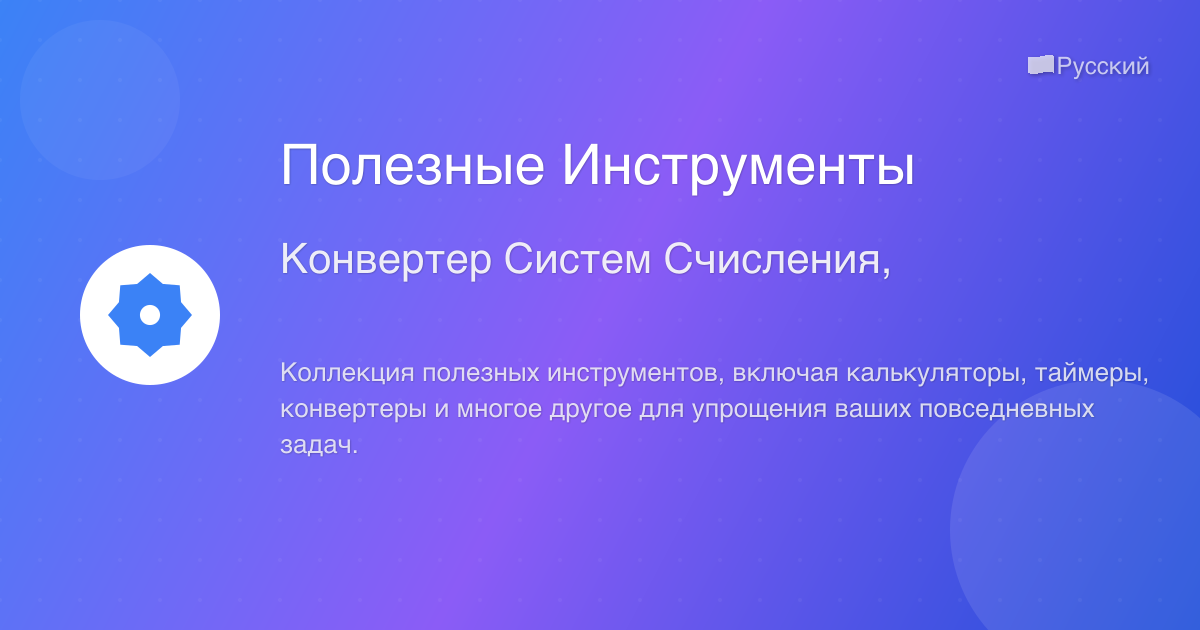 Русский
Полезные Инструменты
Конвертер Систем Счисления,
Коллекция полезных инструментов, включая калькуляторы, таймеры,
конвертеры и многое другое для упрощения ваших повседневных
задач.